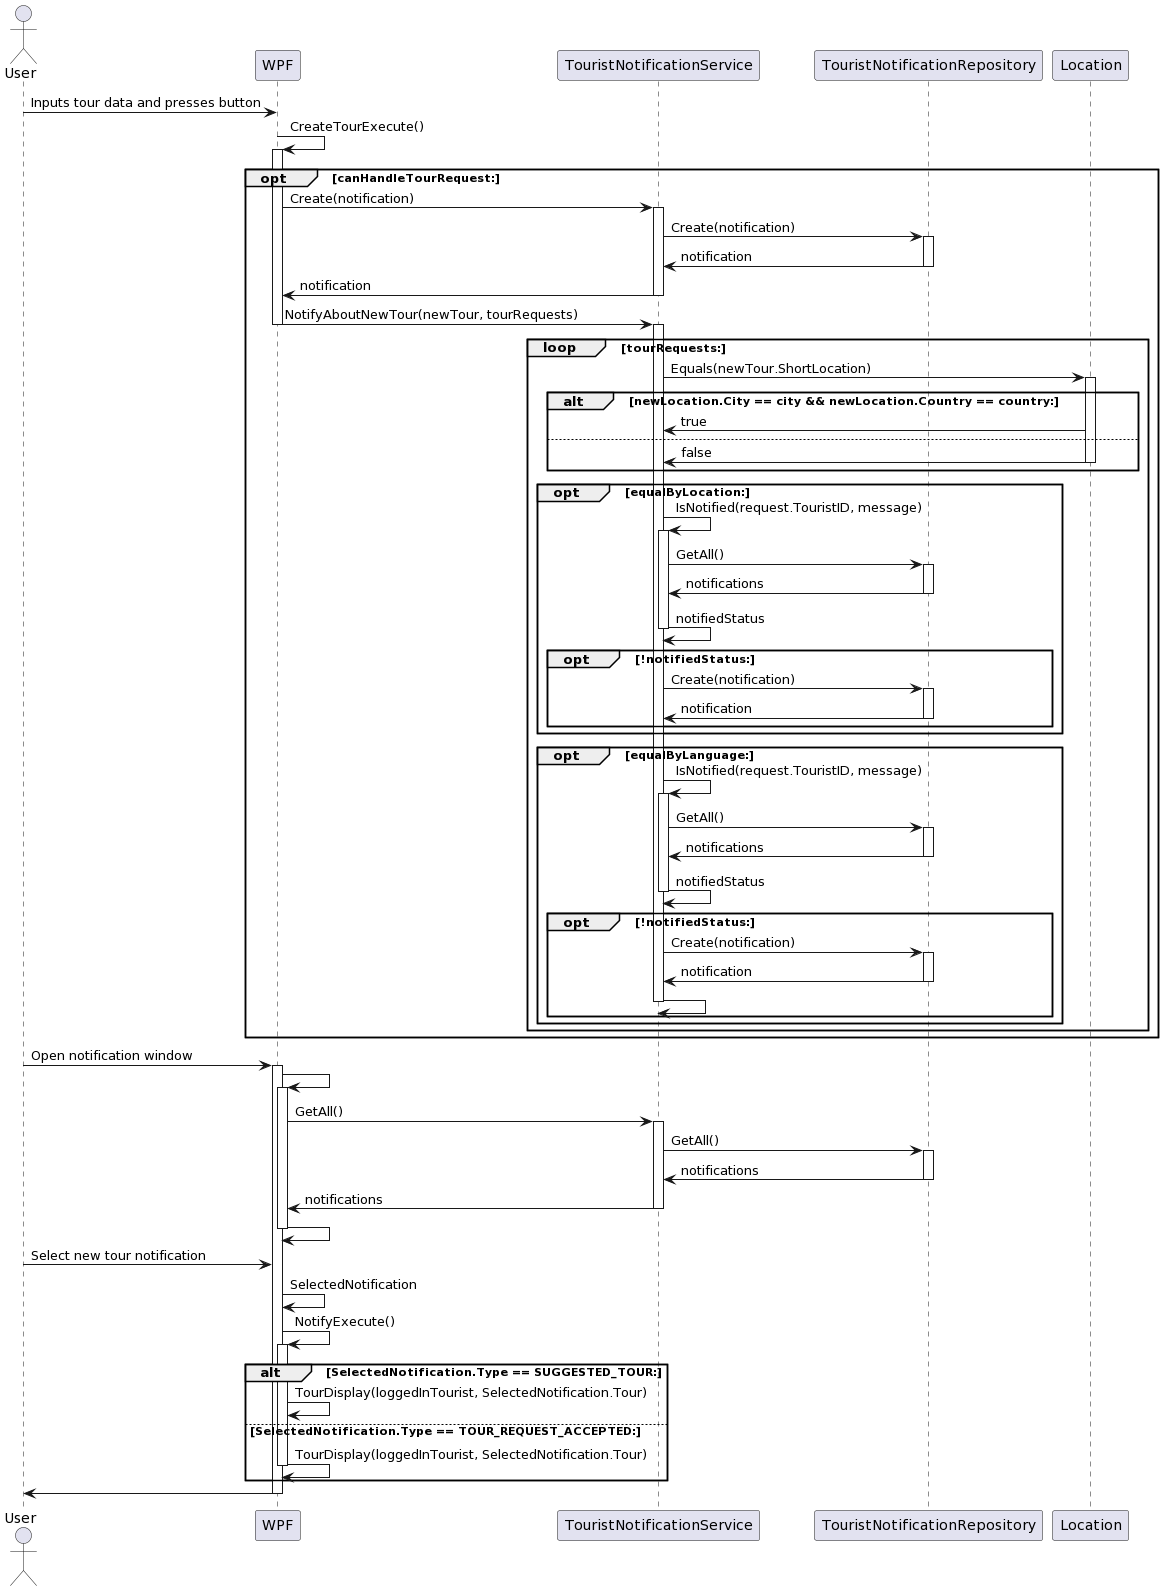 User
WPF
TouristNotificationService
TouristNotificationRepository
Location
Inputs tour data and presses button
CreateTourExecute()
opt [canHandleTourRequest:]
Create(notification)
Create(notification)
notification
notification
NotifyAboutNewTour(newTour, tourRequests)
loop [tourRequests:]
Equals(newTour.ShortLocation)
alt [newLocation.City == city && newLocation.Country == country:]
true
false
opt [equalByLocation:]
IsNotified(request.TouristID, message)
GetAll()
notifications
notifiedStatus
opt [!notifiedStatus:]
Create(notification)
notification
opt [equalByLanguage:]
IsNotified(request.TouristID, message)
GetAll()
notifications
notifiedStatus
opt [!notifiedStatus:]
Create(notification)
notification
Open notification window
GetAll()
GetAll()
notifications
notifications
Select new tour notification
SelectedNotification
NotifyExecute()
alt [SelectedNotification.Type == SUGGESTED_TOUR:]
TourDisplay(loggedInTourist, SelectedNotification.Tour)
[SelectedNotification.Type == TOUR_REQUEST_ACCEPTED:]
TourDisplay(loggedInTourist, SelectedNotification.Tour)
User
WPF
TouristNotificationService
TouristNotificationRepository
Location